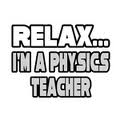 RELAX...
I'M A PHYSICS
TEACHER